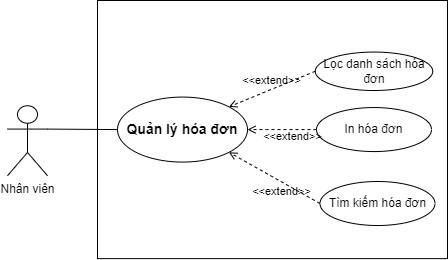 Lọc danh sách hóa
đơn
<<extend>>
Quản lý hóa đơn
In hóa đơn
<<extend>>
Nhân viên
<<extend>>
Tìm kiếm hóa đơn